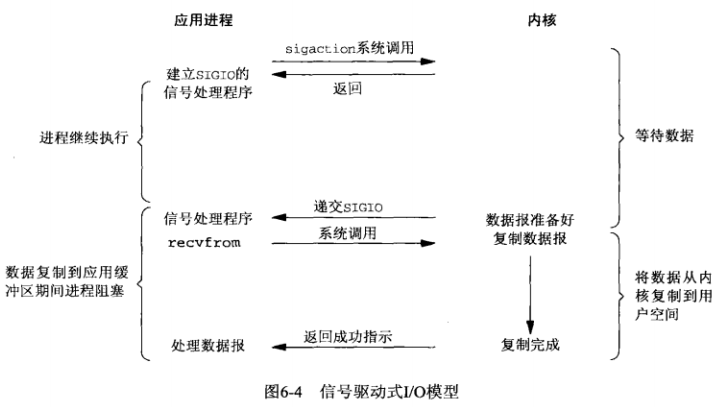 应用进程
内核
sigaction系统调用
建立SIGIO的
信号处理程序
返回
进程继续执行
等待数据
递交SIGIO
信号处理程序
数据报准备好
recvfrom
系统调用
复制数据报
数据复制到应用缓
冲区期间进程阻塞
将数据从内
核复制到用
户空间
处理数据报
返回成功指示
复制完成
图6-4 信号驱动式I/O模型